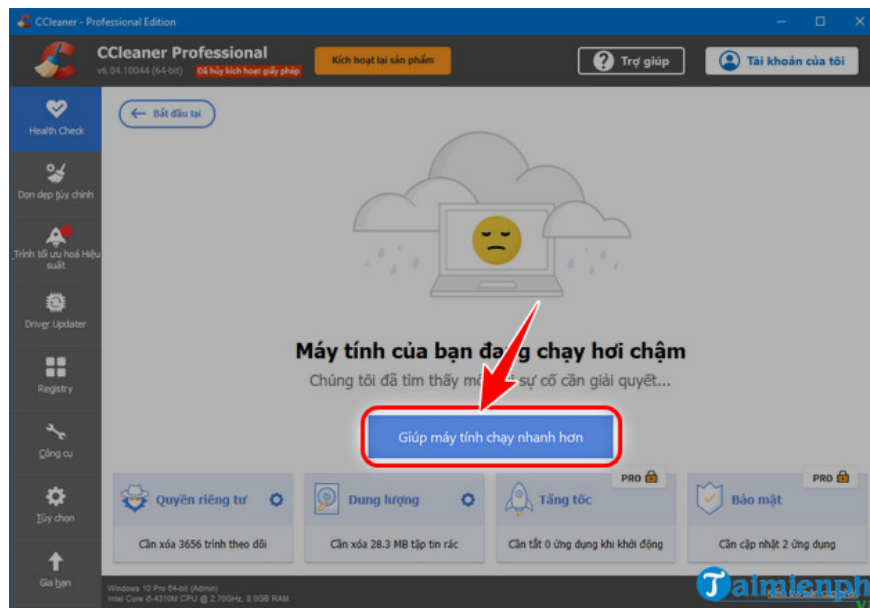 CCleaner - Professional Edition
CCleaner Professional
v6.04.10044 (64-bit) Đã hủy kích hoạt giấy phép
Kích hoạt lại sản phẩm
Trợ giúp
Tài khoản của tôi
Health Check
Dọn dẹp tùy chỉnh
Trình tối ưu hoá Hiệu
suất
Driver Updater
Registry
Công cụ
Tùy chọn
Gia hạn
Bắt đầu lại
Máy tính của bạn đang chạy hơi chậm
Chúng tôi đã tìm thấy sự cố cần giải quyết...
Giúp máy tính chạy nhanh hơn
Quyền riêng tư
Cần xóa 3656 trình theo dõi
Dung lượng
Cần xóa 28.3 MB tập tin rác
PRO
Tăng tốc
Cần tắt 0 ứng dụng khi khởi động
PRO
Bảo mật
Cần cập nhật 2 ứng dụng
Windows 10 Pro 64-bit (Admin)
Intel Core i5-4310M CPU @ 2.70GHz, 8.0GB RAM
Taimienph